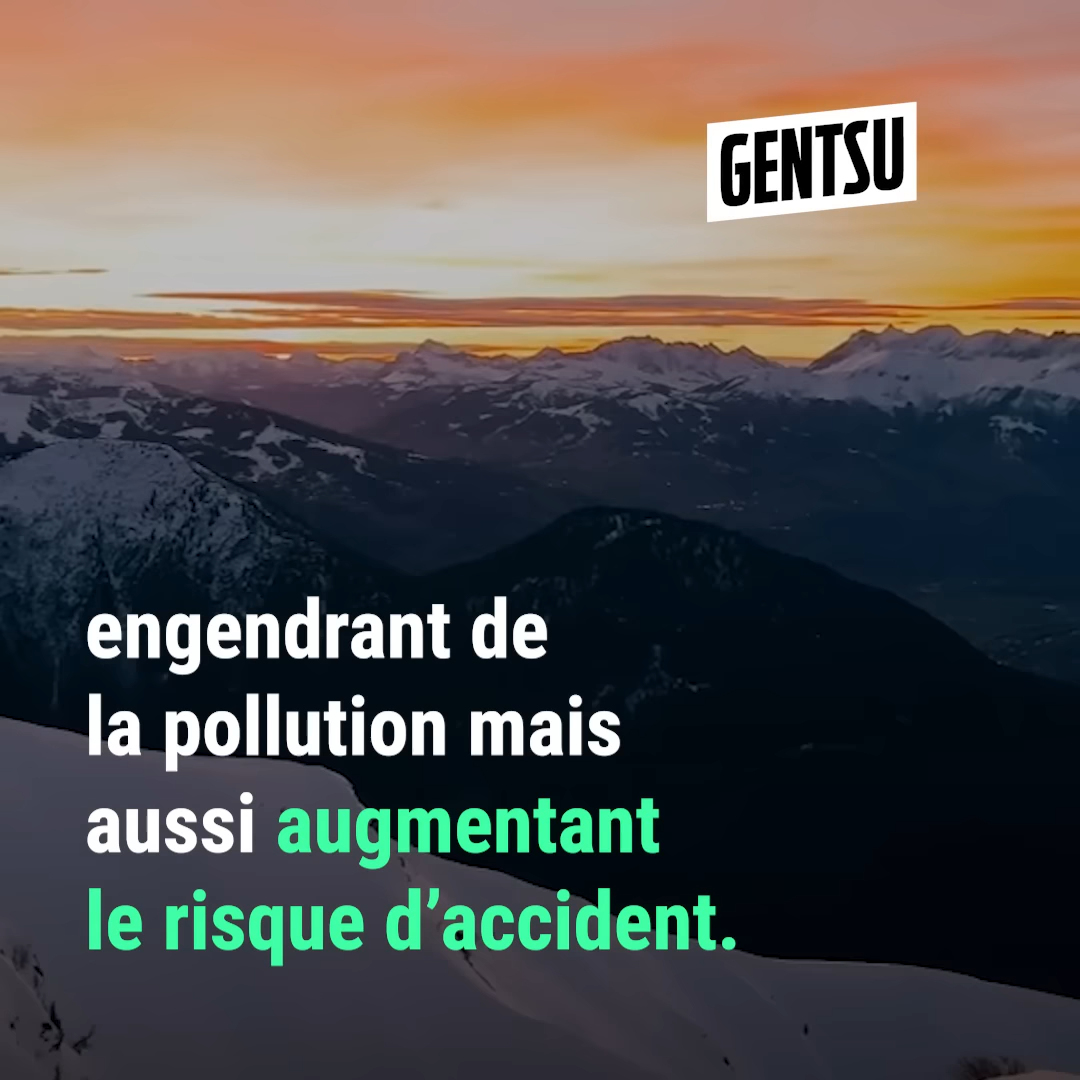 GENTSU
engendrant de
la pollution mais
aussi augmentant
le risque d’accident.